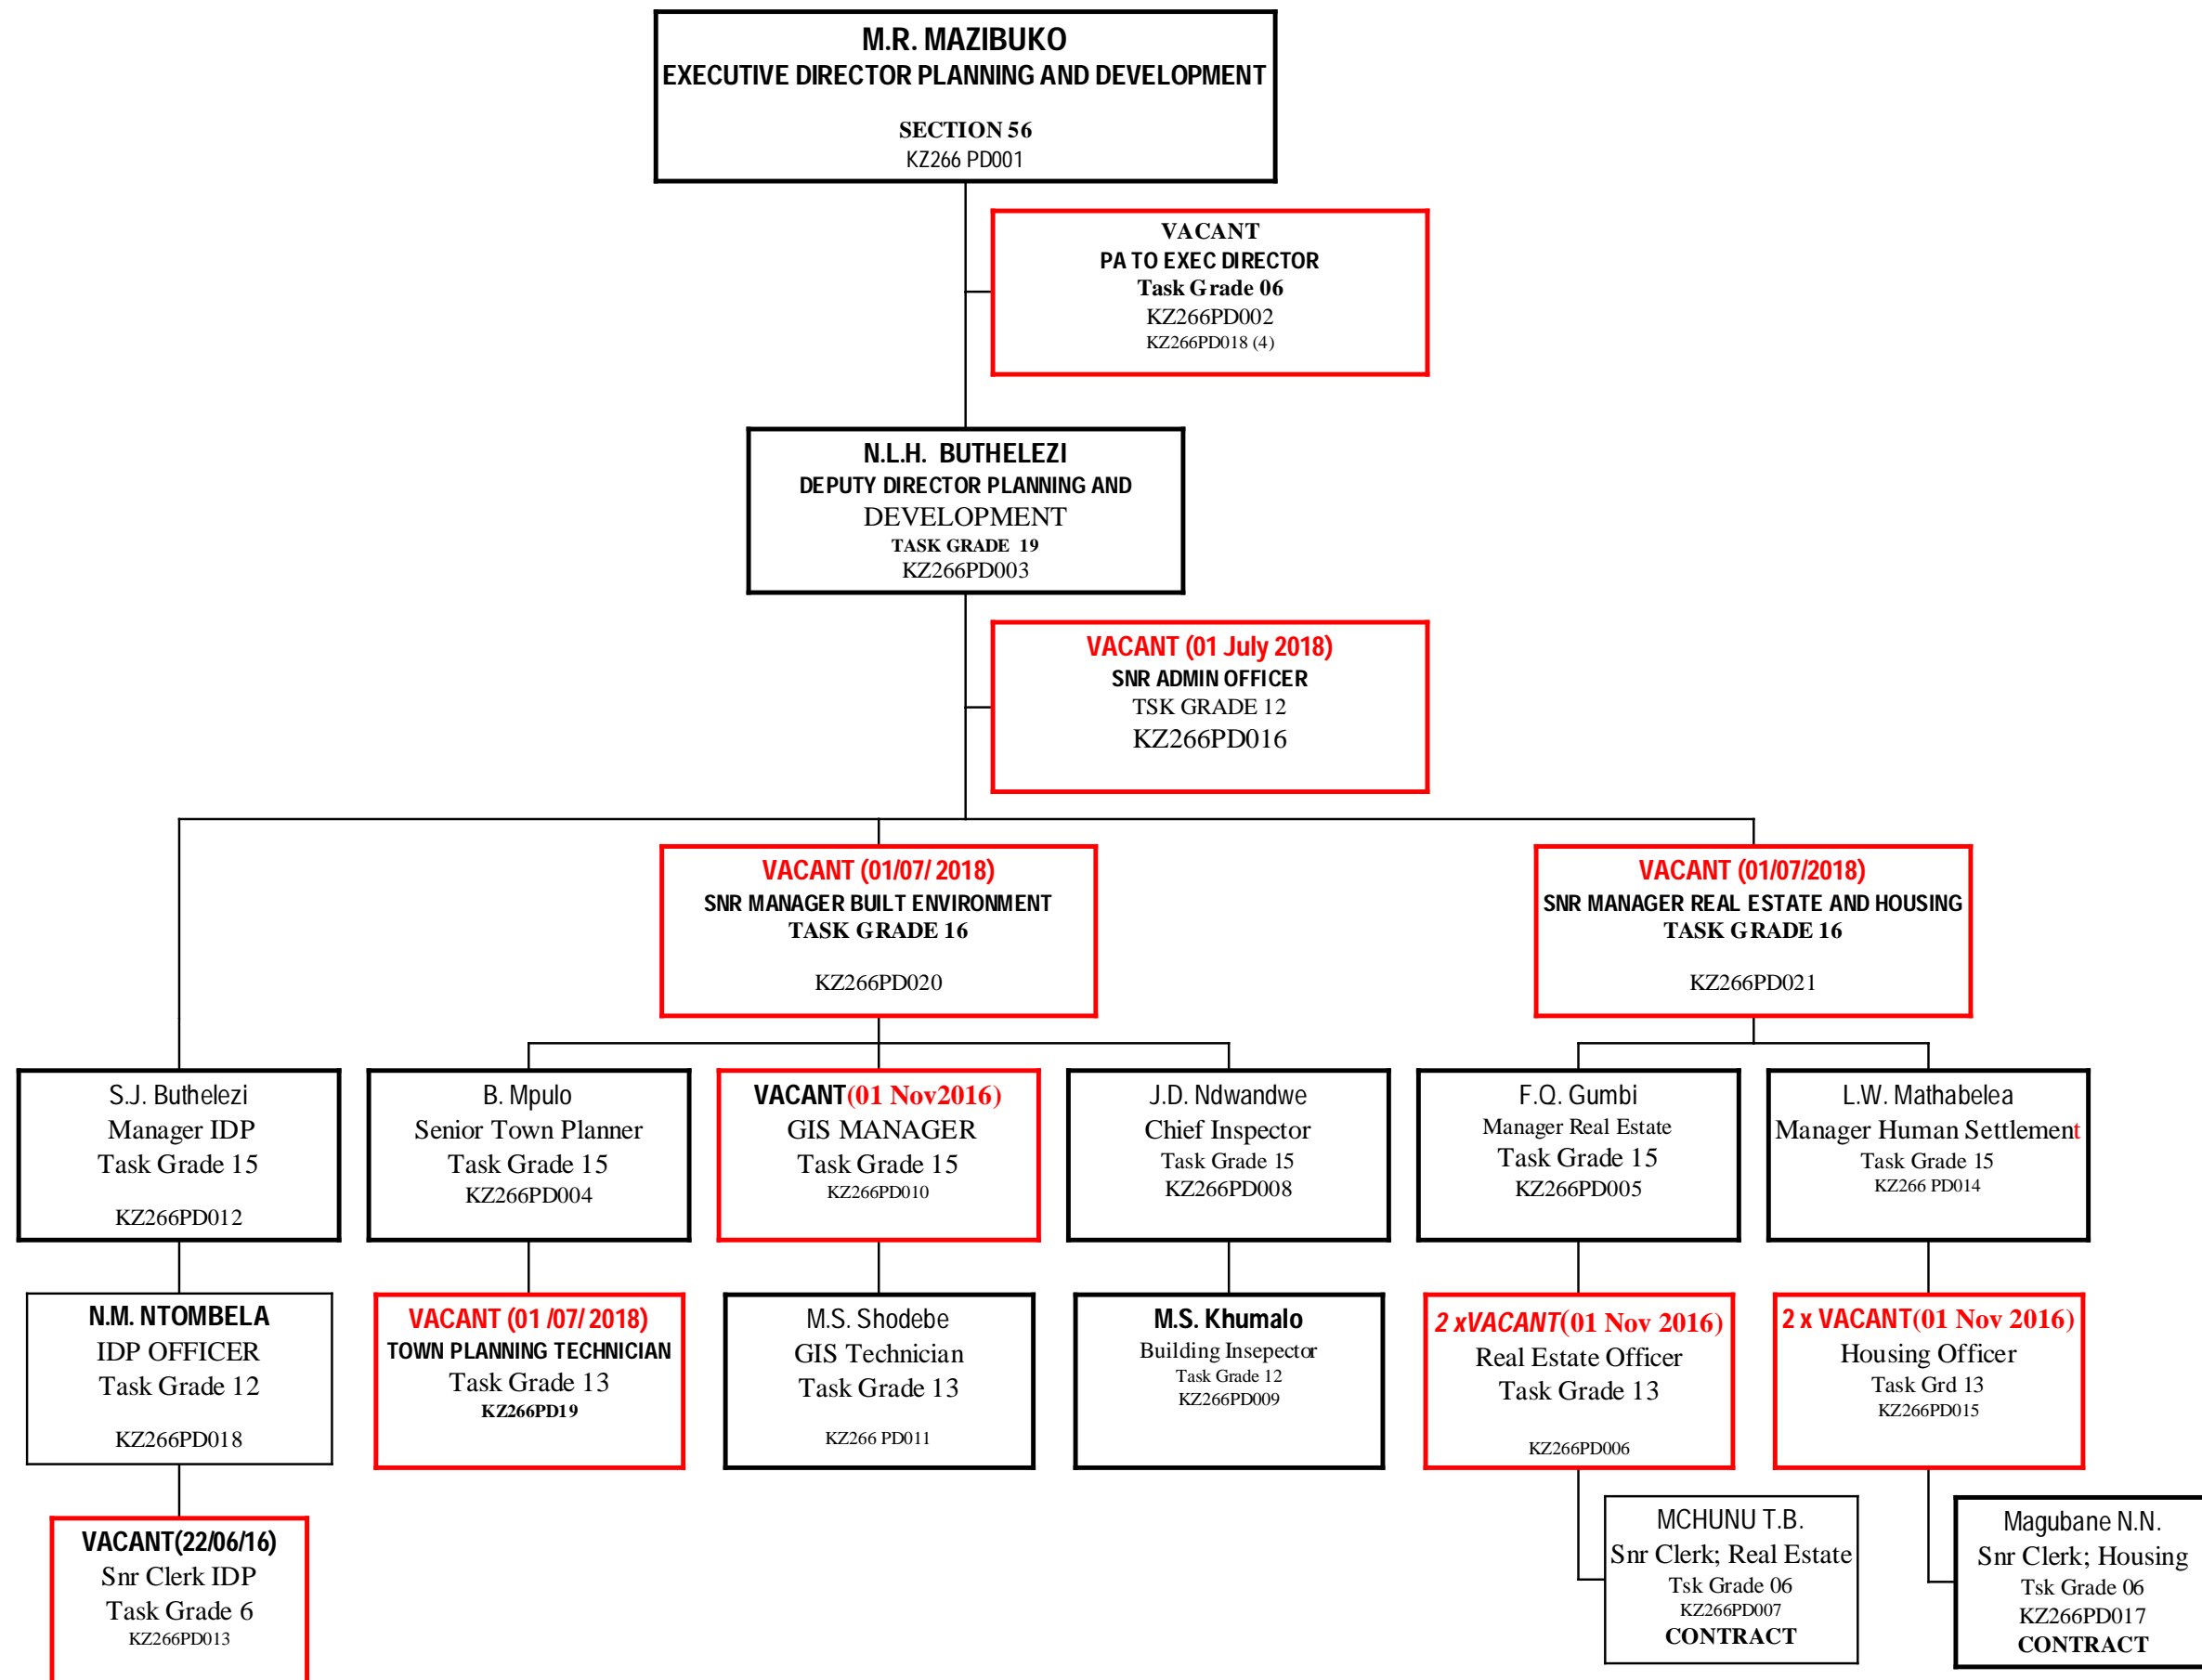 M.R. MAZIBUKO
EXECUTIVE DIRECTOR PLANNING AND DEVELOPMENT
SECTION 56
KZ266 PD001
VACANT
PA TO EXEC DIRECTOR
Task Grade 06
KZ266PD002
KZ266PD018 (4)
N.L.H. BUTHELEZI
DEPUTY DIRECTOR PLANNING AND
DEVELOPMENT
TASK GRADE 19
KZ266PD003
VACANT (01 July 2018)
SNR ADMIN OFFICER
TSK GRADE 12
KZ266PD016
VACANT (01/07/ 2018)
SNR MANAGER BUILT ENVIRONMENT
TASK GRADE 16
KZ266PD020
VACANT (01/07/2018)
SNR MANAGER REAL ESTATE AND HOUSING
TASK GRADE 16
KZ266PD021
S.J. Buthelezi
Manager IDP
Task Grade 15
KZ266PD012
B. Mpulo
Senior Town Planner
Task Grade 15
KZ266PD004
VACANT(01 Nov2016)
GIS MANAGER
Task Grade 15
KZ266PD010
J.D. Ndwandwe
Chief Inspector
Task Grade 15
KZ266PD008
F.Q. Gumbi
Manager Real Estate
Task Grade 15
KZ266PD005
L.W. Mathabelea
Manager Human Settlement
Task Grade 15
KZ266 PD014
N.M. NTOMBELA
IDP OFFICER
Task Grade 12
KZ266PD018
VACANT (01 /07/ 2018)
TOWN PLANNING TECHNICIAN
Task Grade 13
KZ266PD19
M.S. Shodebe
GIS Technician
Task Grade 13
KZ266 PD011
M.S. Khumalo
Building Insepector
Task Grade 12
KZ266PD009
2 xVACANT(01 Nov 2016)
Real Estate Officer
Task Grade 13
KZ266PD006
2 x VACANT(01 Nov 2016)
Housing Officer
Task Grd 13
KZ266PD015
VACANT(22/06/16)
Snr Clerk IDP
Task Grade 6
KZ266PD013
MCHUNU T.B.
Snr Clerk; Real Estate
Tsk Grade 06
KZ266PD007
CONTRACT
Magubane N.N.
Snr Clerk; Housing
Tsk Grade 06
KZ266PD017
CONTRACT